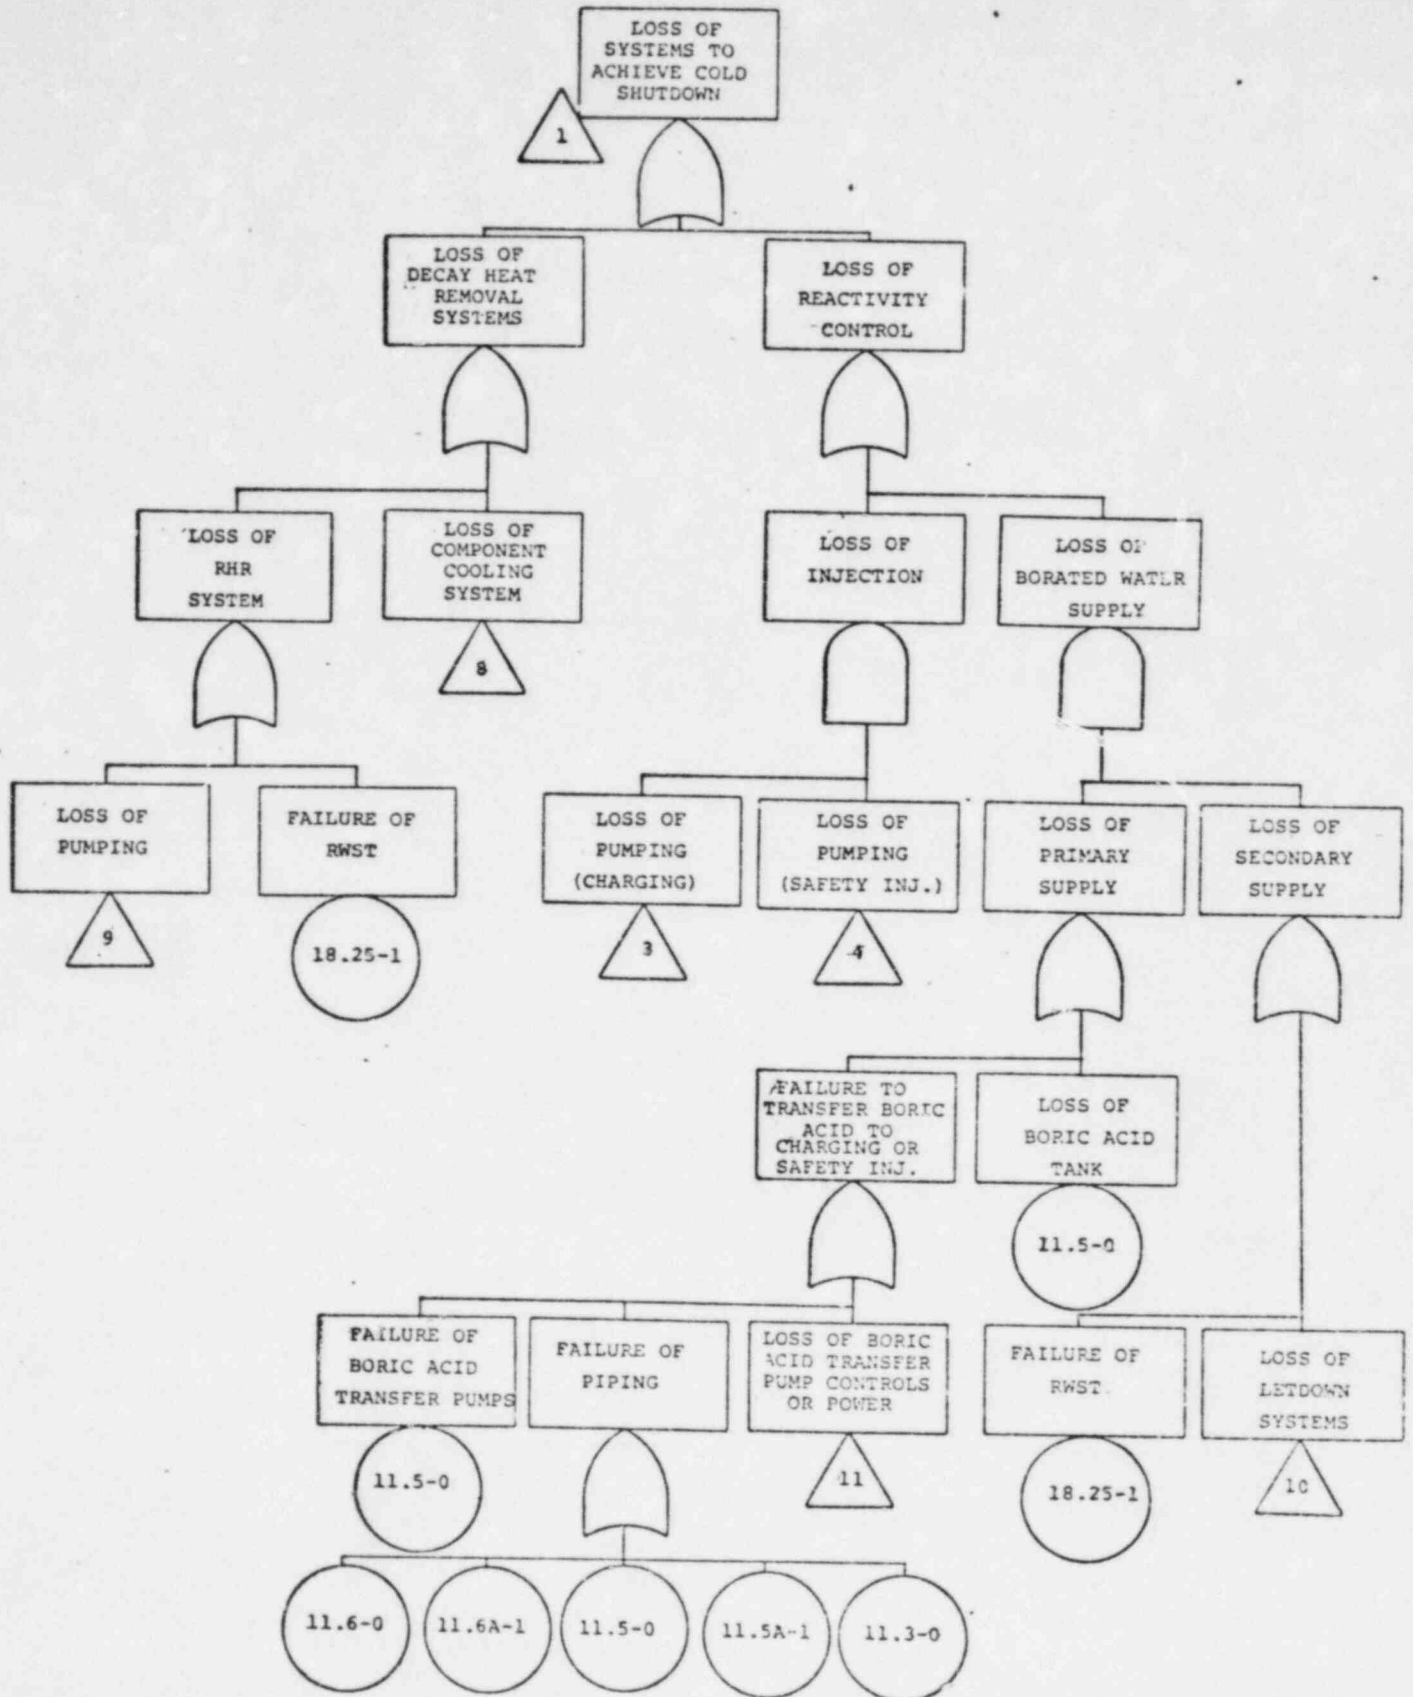 LOSS OF
SYSTEMS TO
ACHIEVE COLD
SHUTDOWN
1
LOSS OF
DECAY HEAT
REMOVAL
SYSTEMS
LOSS OF
REACTIVITY
CONTROL
LOSS OF
RHR
SYSTEM
LOSS OF
COMPONENT
COOLING
SYSTEM
8
LOSS OF
INJECTION
LOSS OF
BORATED WATER
SUPPLY
LOSS OF
PUMPING
9
FAILURE OF
RWST
18.25-1
LOSS OF
PUMPING
(CHARGING)
3
LOSS OF
PUMPING
(SAFETY INJ.)
4
LOSS OF
PRIMARY
SUPPLY
LOSS OF
SECONDARY
SUPPLY
FAILURE TO
TRANSFER BORIC
ACID TO
CHARGING OR
SAFETY INJ.
LOSS OF
BORIC ACID
TANK
11.5-0
FAILURE OF
BORIC ACID
TRANSFER PUMPS
11.5-0
FAILURE OF
PIPING
LOSS OF BORIC
ACID TRANSFER
PUMP CONTROLS
OR POWER
11
FAILURE OF
RWST
18.25-1
LOSS OF
LETDOWN
SYSTEMS
10
11.6-0
11.6A-1
11.5-0
11.5A-1
11.3-0